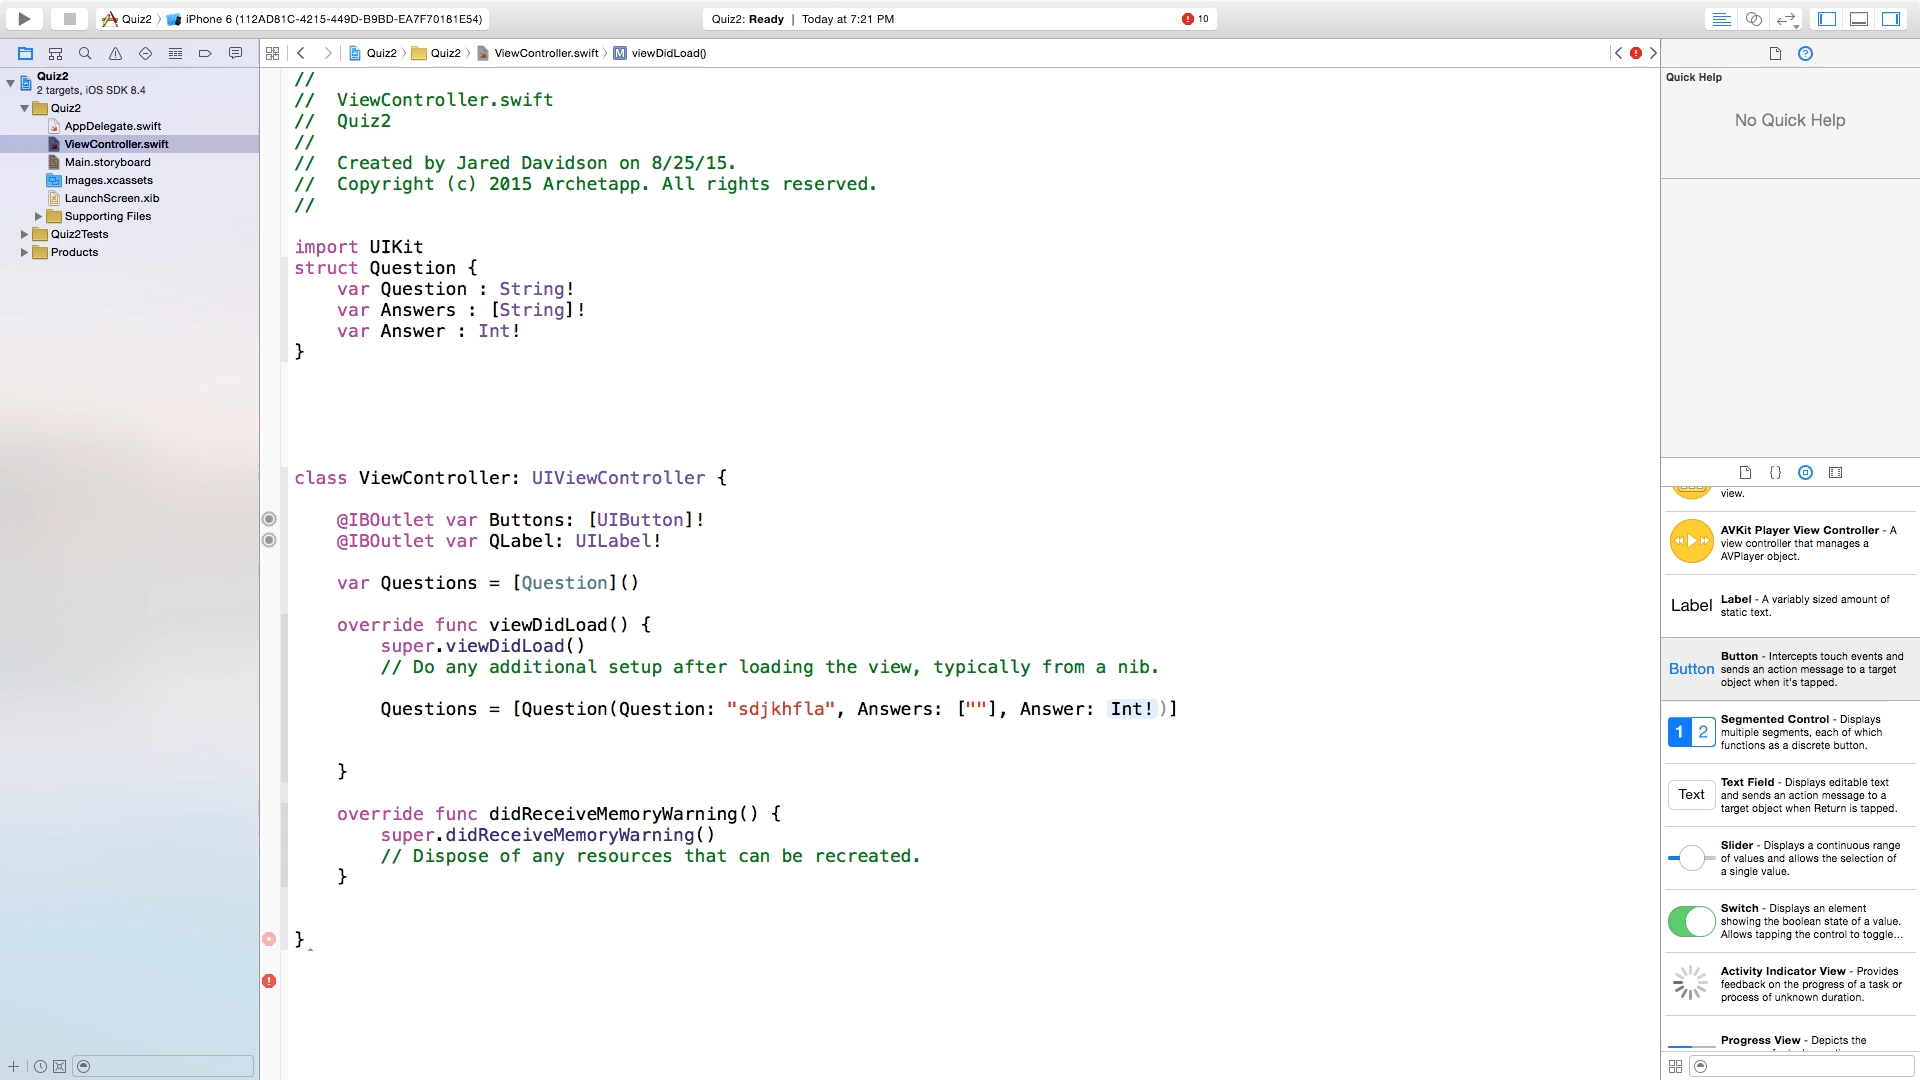 Quiz2 〉 iPhone 6 (112AD81C-4215-449D-B9BD-EA7F70181E54)
Quiz2: Ready | Today at 7:21 PM
10
Quiz2 〉 Quiz2 〉 ViewController.swift 〉 M viewDidLoad()
Quiz2
2 targets, iOS SDK 8.4
Quiz2
AppDelegate.swift
ViewController.swift
Main.storyboard
Images.xcassets
LaunchScreen.xib
Supporting Files
Quiz2Tests
Products
//
//  ViewController.swift
//  Quiz2
//
//  Created by Jared Davidson on 8/25/15.
//  Copyright (c) 2015 Archetapp. All rights reserved.
//
import UIKit
struct Question {
    var Question : String!
    var Answers : [String]!
    var Answer : Int!
}
class ViewController: UIViewController {
    @IBOutlet var Buttons: [UIButton]!
    @IBOutlet var QLabel: UILabel!
    var Questions = [Question]()
    override func viewDidLoad() {
        super.viewDidLoad()
        // Do any additional setup after loading the view, typically from a nib.
        Questions = [Question(Question: "sdjkhfla", Answers: [""], Answer: Int!)]
    }
    override func didReceiveMemoryWarning() {
        super.didReceiveMemoryWarning()
        // Dispose of any resources that can be recreated.
    }
}
Quick Help
No Quick Help
view.
AVKit Player View Controller - A
view controller that manages a
AVPlayer object.
Label
Label - A variably sized amount of
static text.
Button
Button - Intercepts touch events and
sends an action message to a target
object when it's tapped.
1 2
Segmented Control - Displays
multiple segments, each of which
functions as a discrete button.
Text
Text Field - Displays editable text
and sends an action message to a
target object when Return is tapped.
Slider - Displays a continuous range
of values and allows the selection of
a single value.
Switch - Displays an element
showing the boolean state of a value.
Allows tapping the control to toggle...
Activity Indicator View - Provides
feedback on the progress of a task or
process of unknown duration.
Progress View - Depicts the